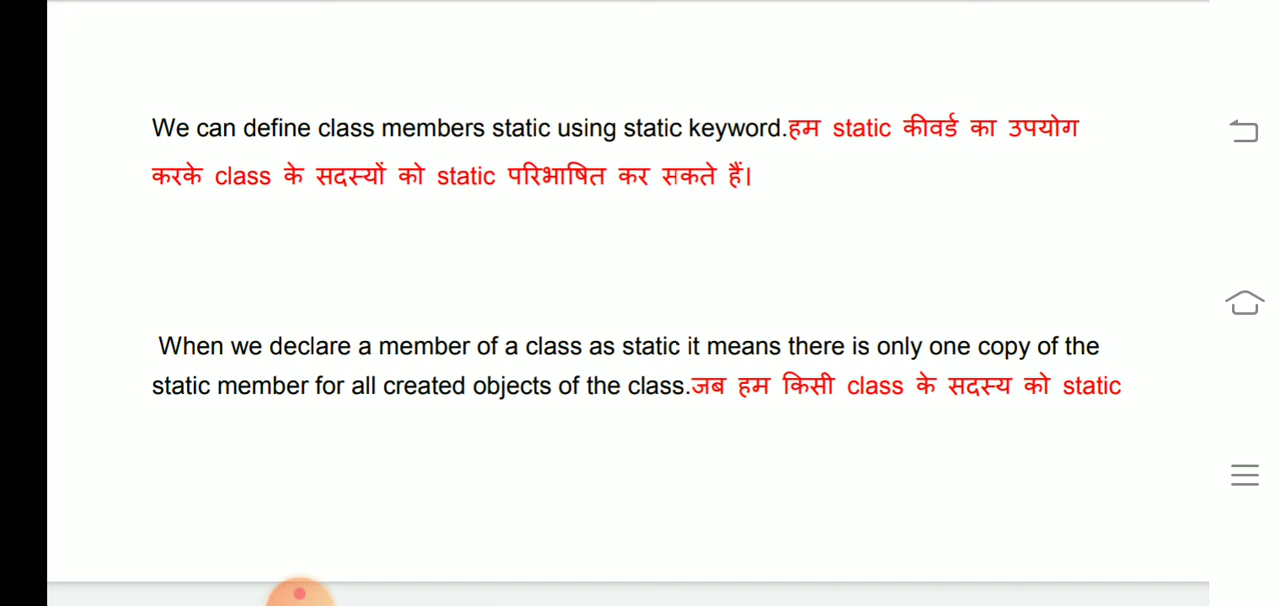 We can define class members static using static keyword.हम static कीवर्ड का उपयोग
करके class के सदस्यों को static परिभाषित कर सकते हैं।
When we declare a member of a class as static it means there is only one copy of the
static member for all created objects of the class.जब हम किसी class के सदस्य को static